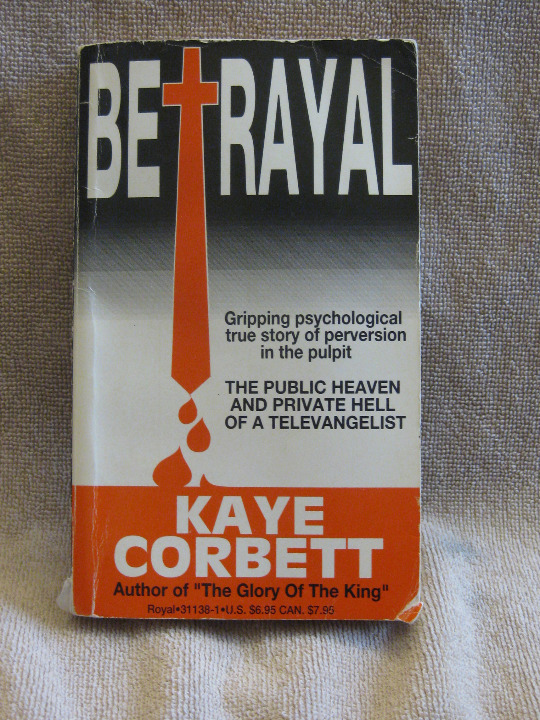 BETRAYAL
Gripping psychological
true story of perversion
in the pulpit
THE PUBLIC HEAVEN
AND PRIVATE HELL
OF A TELEVANGELIST
KAYE
CORBETT
Author of "The Glory Of The King"
Royal•31138-1•U.S. $6.95 CAN. $7.95